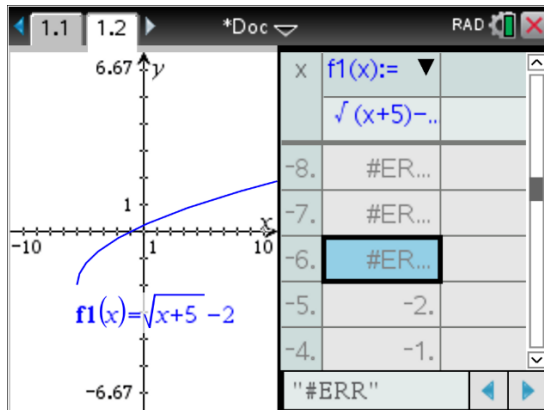 1.1 1.2 *Doc RAD
6.67 y
1
x
-10 1 10
f1(x)=√x+5 -2
-6.67
x f1(x):= ▼
√(x+5)-..
-8. #ER...
-7. #ER...
-6. #ER...
-5. -2.
-4. -1.
"#ERR"